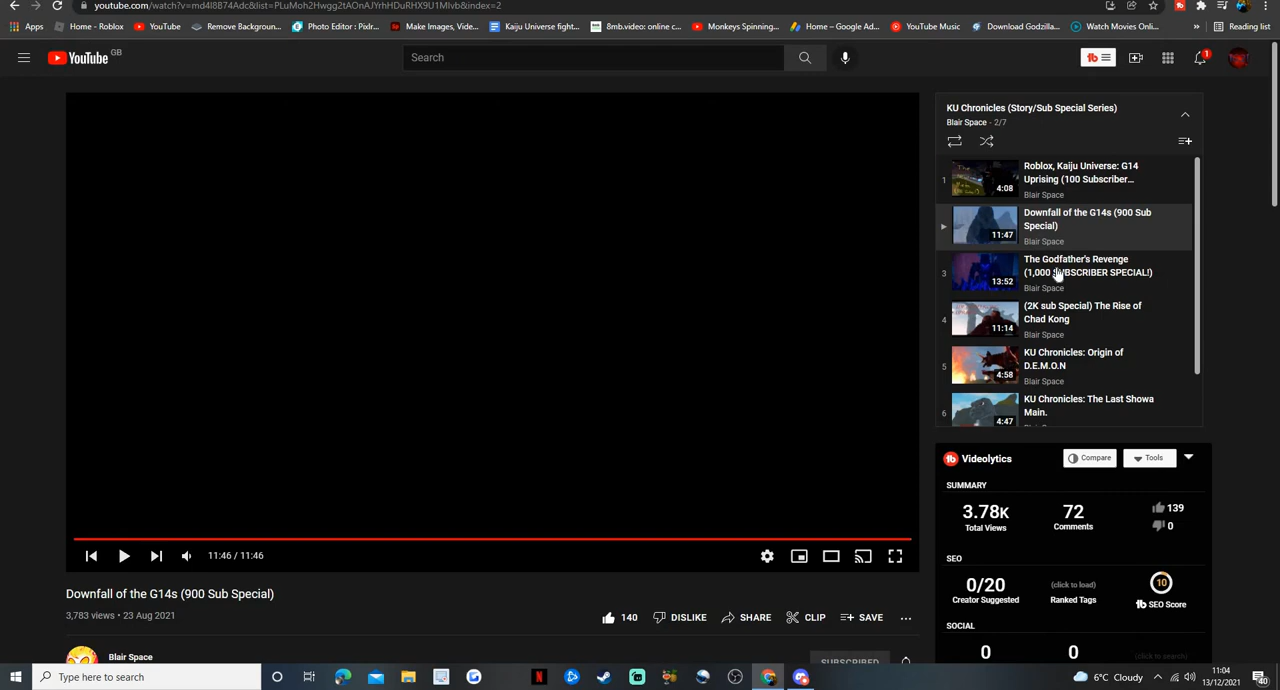 youtube.com/watch?v=md4I8874Adc&list=PLuMoh2Hwgg2tAOnAJYrhHDuRHX9U1MIvb&index=2
Apps Home - Roblox YouTube Remove Background... Photo Editor: Pixlr... Make Images, Vide... Kaiju Universe fight... 8mb.video: online c... Monkeys Spinning... Home – Google Ad... YouTube Music Download Godzilla... Watch Movies Onli... » Reading list
YouTube GB
Search
1
KU Chronicles (Story/Sub Special Series)
Blair Space - 2/7
1
4:08
Roblox, Kaiju Universe: G14
Uprising (100 Subscriber...
Blair Space
11:47
Downfall of the G14s (900 Sub
Special)
Blair Space
3
13:52
The Godfather's Revenge
(1,000 SUBSCRIBER SPECIAL!)
Blair Space
4
11:14
(2K sub Special) The Rise of
Chad Kong
Blair Space
5
4:58
KU Chronicles: Origin of
D.E.M.O.N
Blair Space
6
4:47
KU Chronicles: The Last Showa
Main.
tb Videolytics Compare Tools
SUMMARY
3.78K
Total Views
72
Comments
139
0
SEO
0/20
Creator Suggested
(click to load)
Ranked Tags
10
tb SEO Score
SOCIAL
0
0
(click to search)
11:46 / 11:46
Downfall of the G14s (900 Sub Special)
3,783 views • 23 Aug 2021
140 DISLIKE SHARE CLIP SAVE ...
Blair Space
SUBSCRIBED
Type here to search
6°C Cloudy
11:04
13/12/2021
40